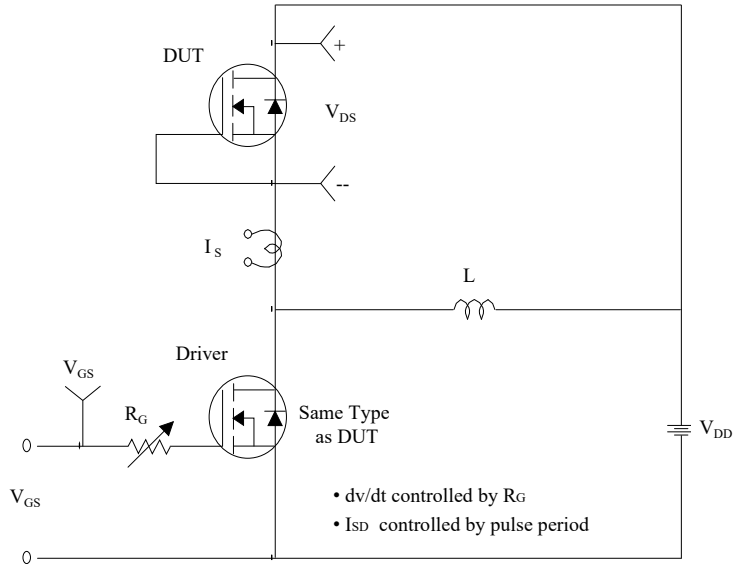 +
DUT
VDS
--
IS
L
Driver
VGS
RG
Same Type
as DUT
VDD
VGS
• dv/dt controlled by RG
• ISD controlled by pulse period